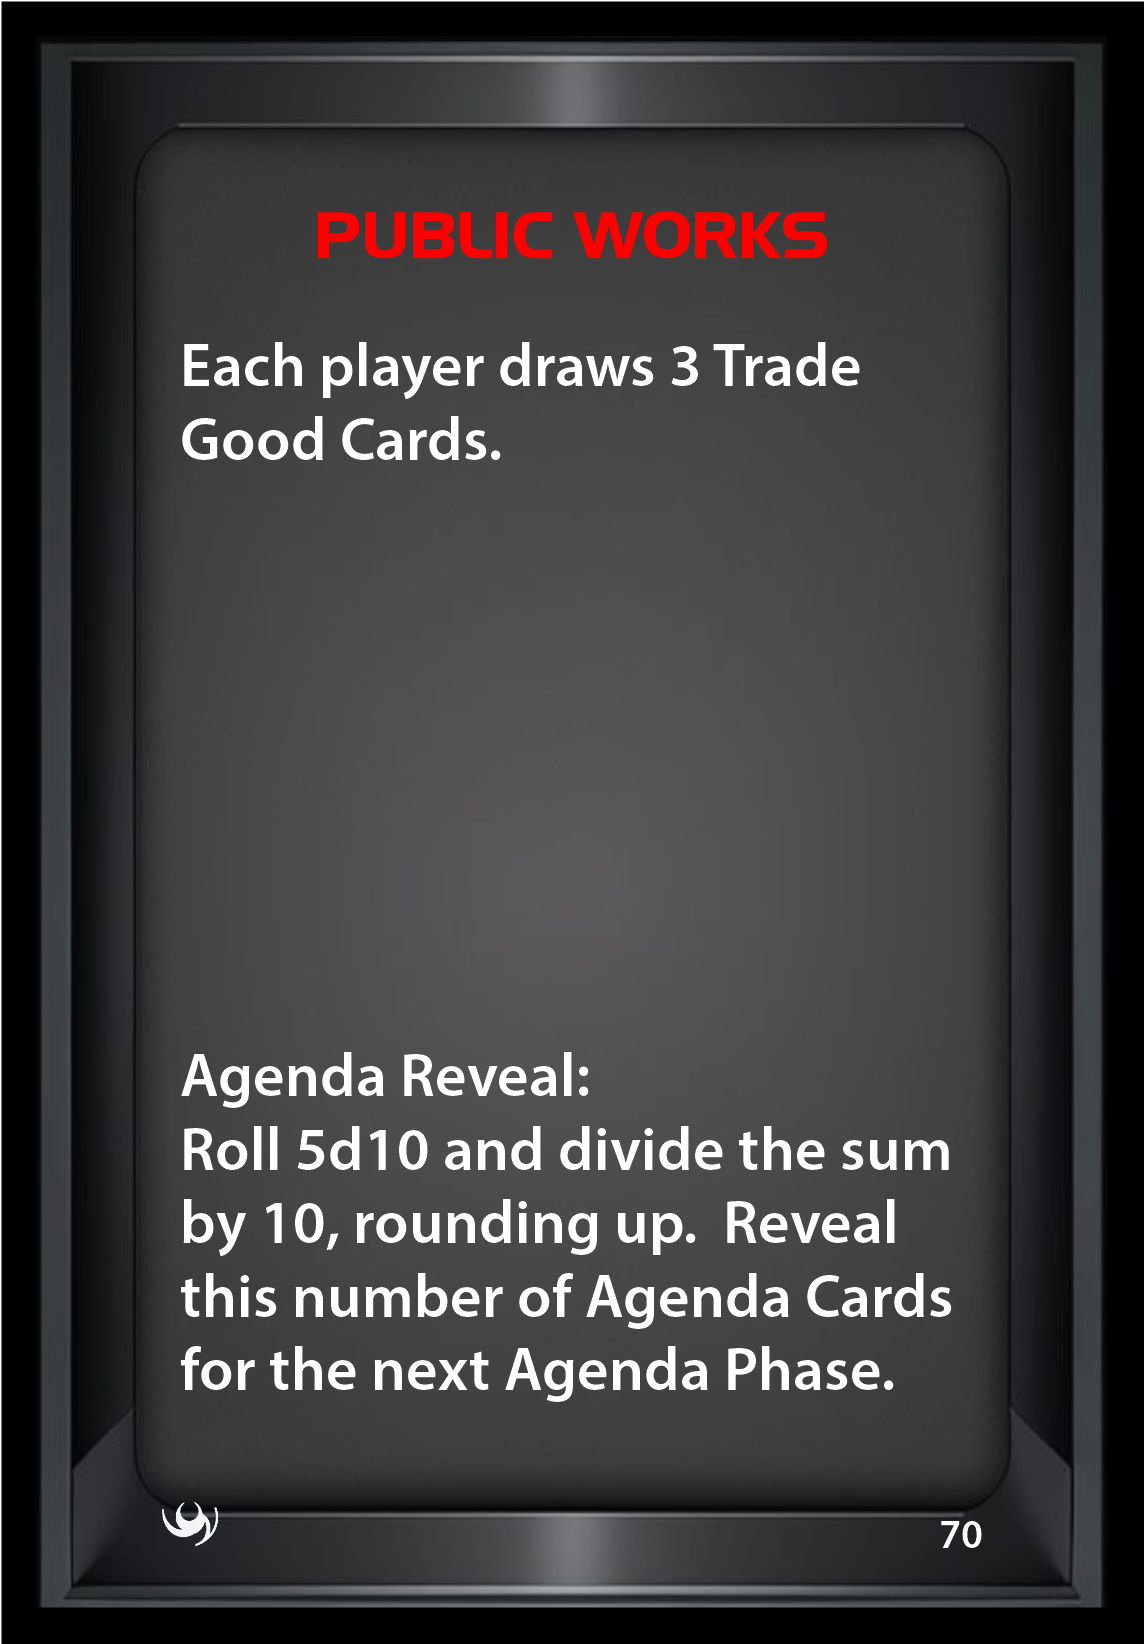 PUBLIC WORKS
Each player draws 3 Trade
Good Cards.
Agenda Reveal:
Roll 5d10 and divide the sum
by 10, rounding up.  Reveal
this number of Agenda Cards
for the next Agenda Phase.
70